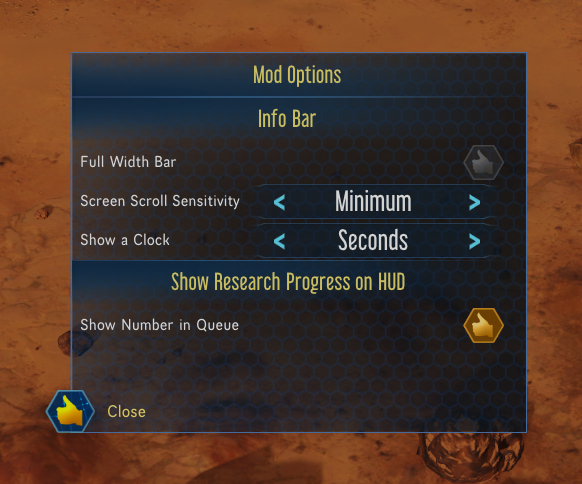 Mod Options
Info Bar
Full Width Bar
Screen Scroll Sensitivity < Minimum >
Show a Clock < Seconds >
Show Research Progress on HUD
Show Number in Queue
Close